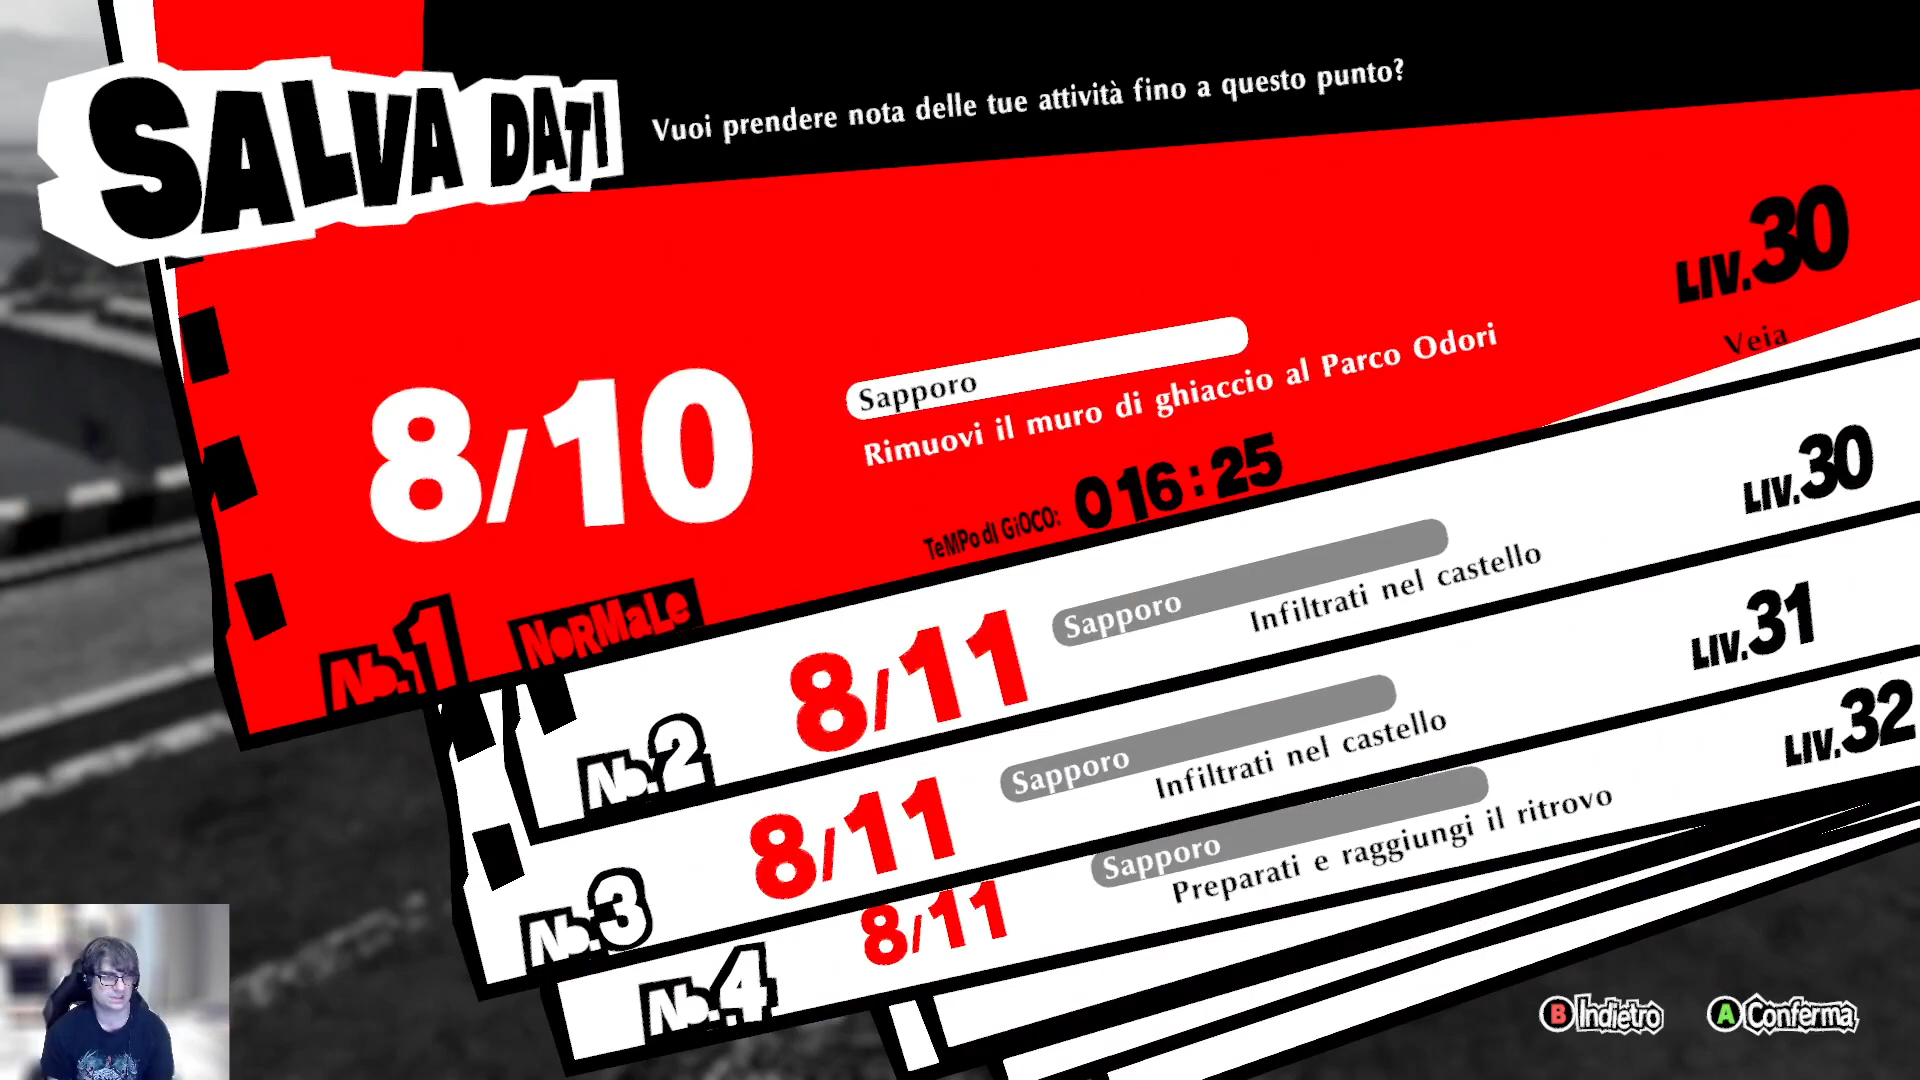 SALVA DATI
Vuoi prendere nota delle tue attività fino a questo punto?
LIV.30
Veia
8/10
Sapporo
Rimuovi il muro di ghiaccio al Parco Odori
TeMPo dI GiOCO: 016:25
No.1 NoRMaLe
No.2 8/11 Sapporo LIV.30
Infiltrati nel castello
No.3 8/11 Sapporo LIV.31
Infiltrati nel castello
No.4 8/11 Sapporo LIV.32
Preparati e raggiungi il ritrovo
B Indietro A Conferma